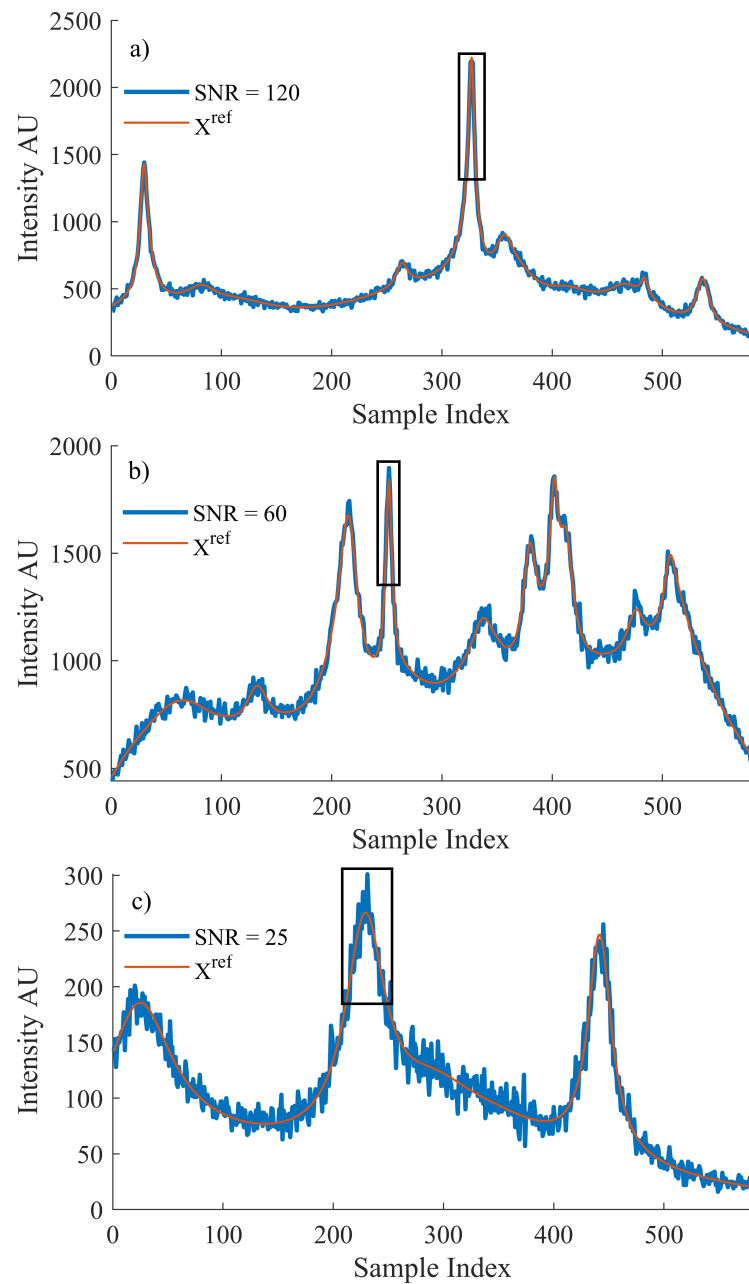 a)
2500
2000
1500
1000
500
0
Intensity AU
SNR = 120
X^ref
0 100 200 300 400 500
Sample Index
b)
2000
1500
1000
500
Intensity AU
SNR = 60
X^ref
0 100 200 300 400 500
Sample Index
c)
300
250
200
150
100
50
0
Intensity AU
SNR = 25
X^ref
0 100 200 300 400 500
Sample Index